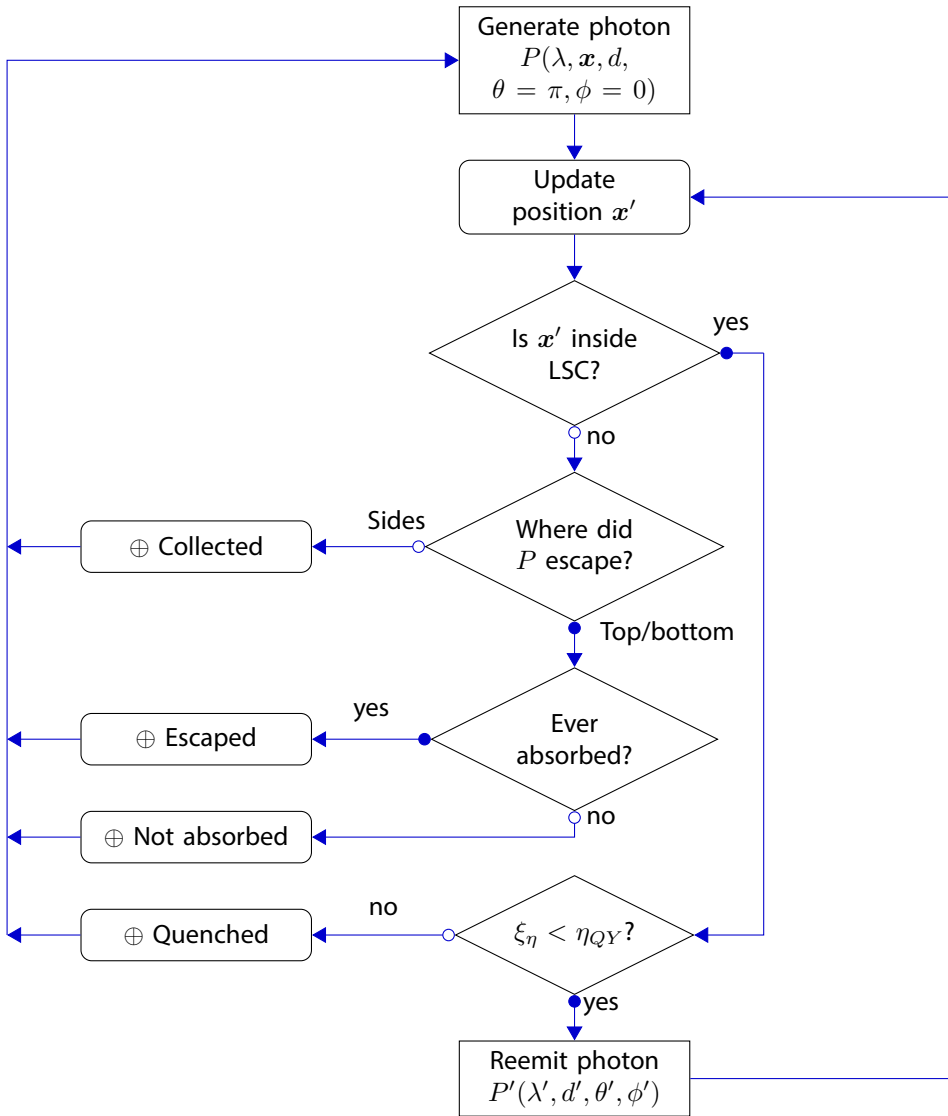 Generate photon
P(λ, x, d,
θ = π, ϕ = 0)
Update
position x′
Is x′ inside
LSC?
yes
no
Where did
P escape?
Sides
⊕ Collected
Top/bottom
Ever
absorbed?
yes
⊕ Escaped
no
⊕ Not absorbed
ξη < ηQY?
no
⊕ Quenched
yes
Reemit photon
P′(λ′, d′, θ′, ϕ′)